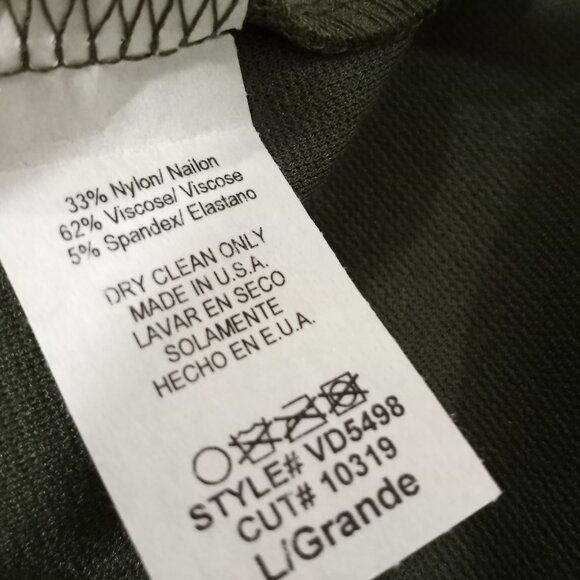 33% Nylon/ Nailon
62% Viscose/ Viscose
5% Spandex/ Elastano
DRY CLEAN ONLY
MADE IN U.S.A.
LAVAR EN SECO
SOLAMENTE
HECHO EN E.U.A.
STYLE# VD5498
CUT# 10319
L/Grande